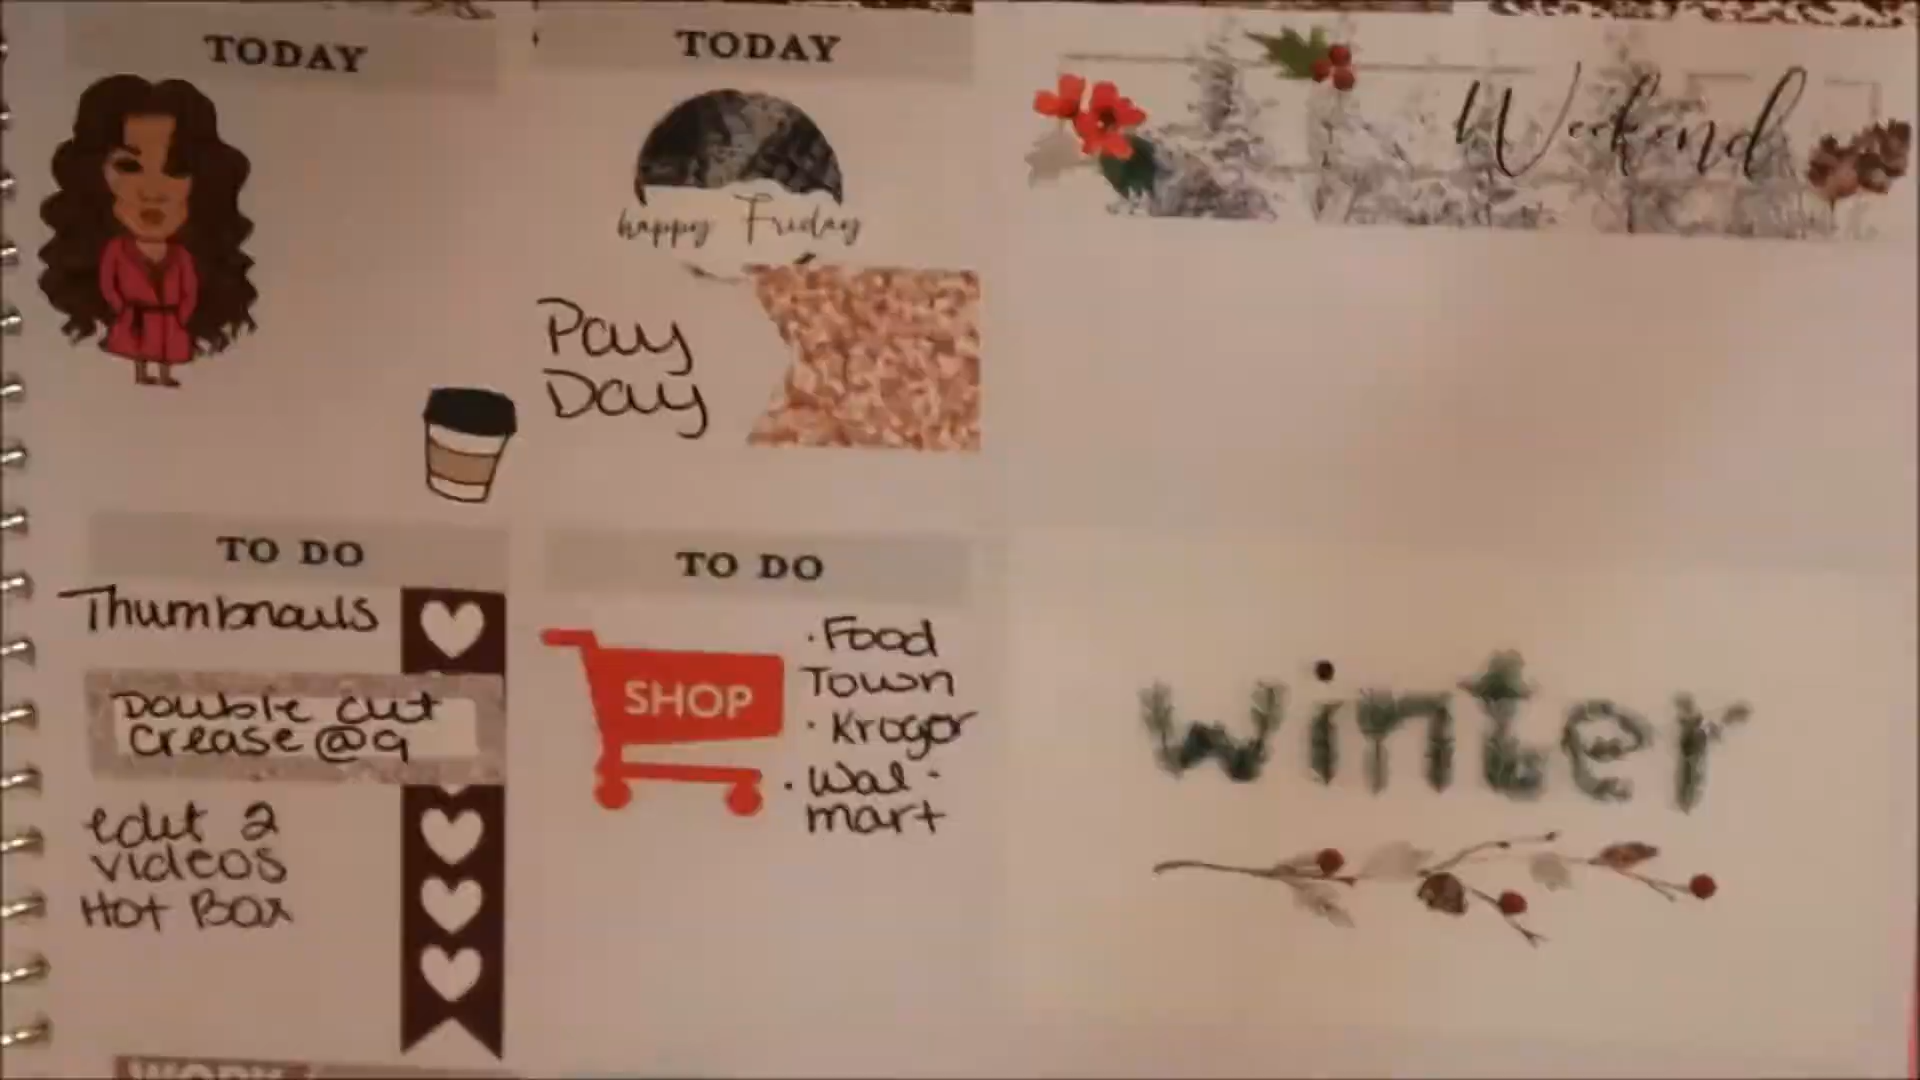 TODAY
Thumbnails
TO DO
Double cut
crease @9
edit 2
videos
Hot Box
TODAY
happy Friday
Pay
Day
TO DO
SHOP
• Food
Town
• Kroger
• Wal-
mart
Weekend
winter